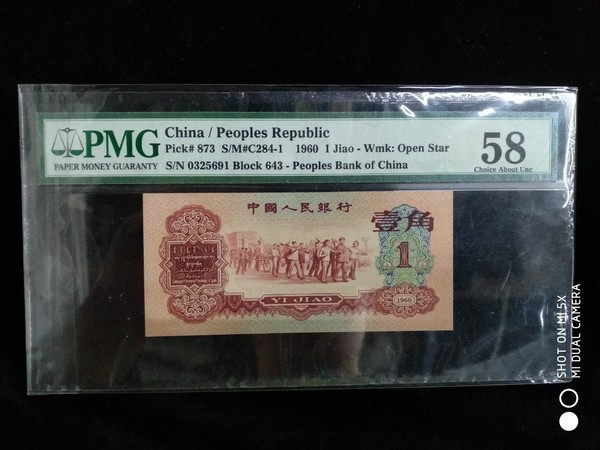 PMG
PAPER MONEY GUARANTY
China / Peoples Republic
Pick# 873 S/M#C284-1 1960 1 Jiao - Wmk: Open Star
S/N 0325691 Block 643 - Peoples Bank of China
58
Choice About Unc
中國人民銀行
壹角
1
YI JIAO
1960
SHOT ON MI 5X
MI DUAL CAMERA